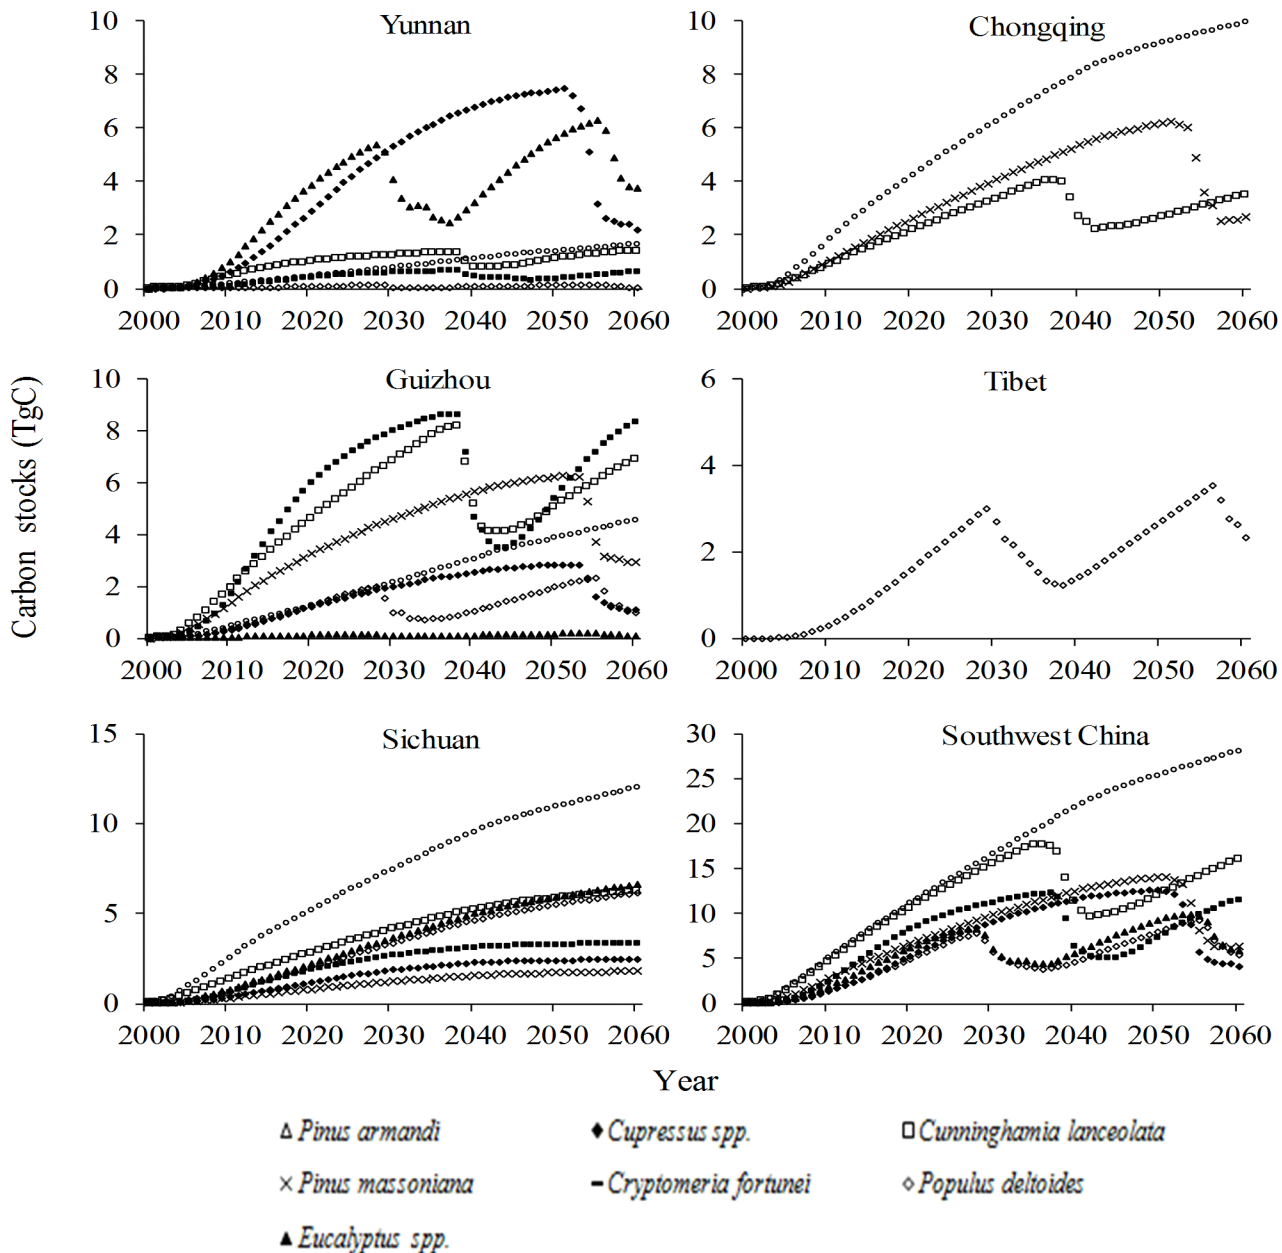 Yunnan
10
8
6
4
2
0
2000 2010 2020 2030 2040 2050 2060
Chongqing
10
8
6
4
2
0
2000 2010 2020 2030 2040 2050 2060
Carbon stocks (TgC)
Guizhou
10
8
6
4
2
0
2000 2010 2020 2030 2040 2050 2060
Tibet
6
4
2
0
2000 2010 2020 2030 2040 2050 2060
Sichuan
15
10
5
0
2000 2010 2020 2030 2040 2050 2060
Southwest China
30
25
20
15
10
5
0
2000 2010 2020 2030 2040 2050 2060
Year
Pinus armandi
Cupressus spp.
Cunninghamia lanceolata
Pinus massoniana
Cryptomeria fortunei
Populus deltoides
Eucalyptus spp.